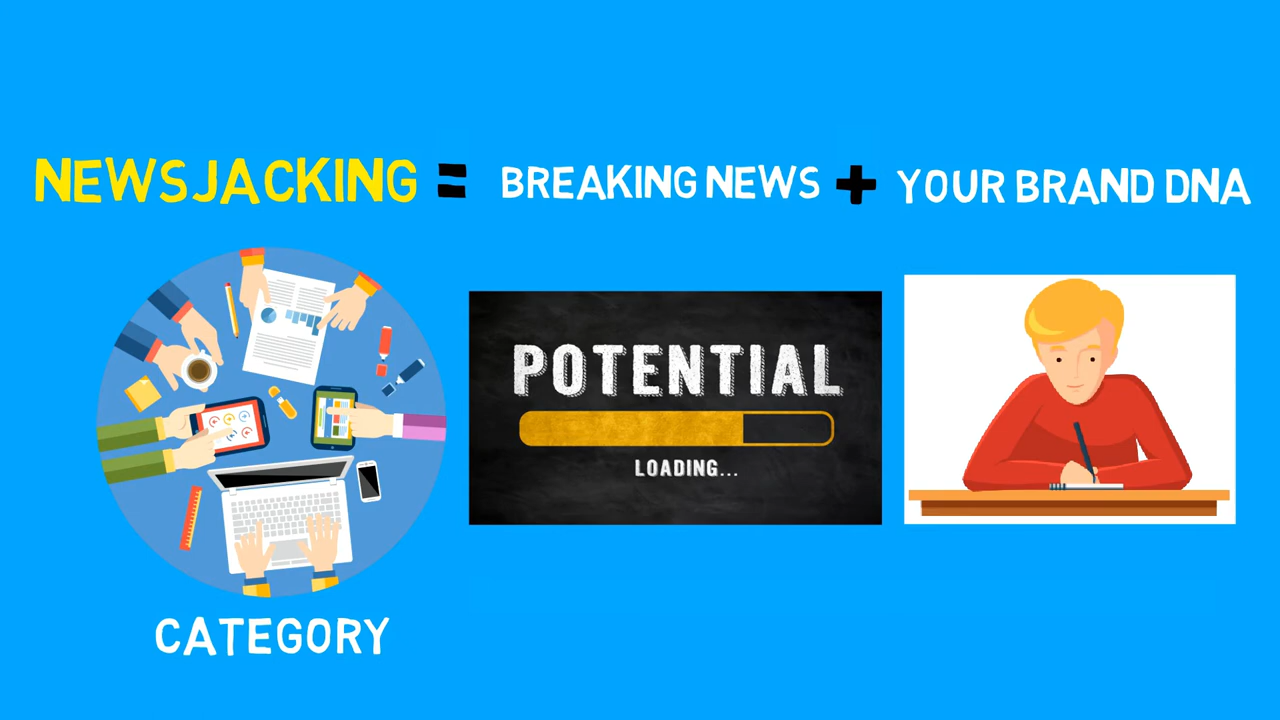 NEWSJACKING = BREAKING NEWS + YOUR BRAND DNA
POTENTIAL
LOADING...
CATEGORY